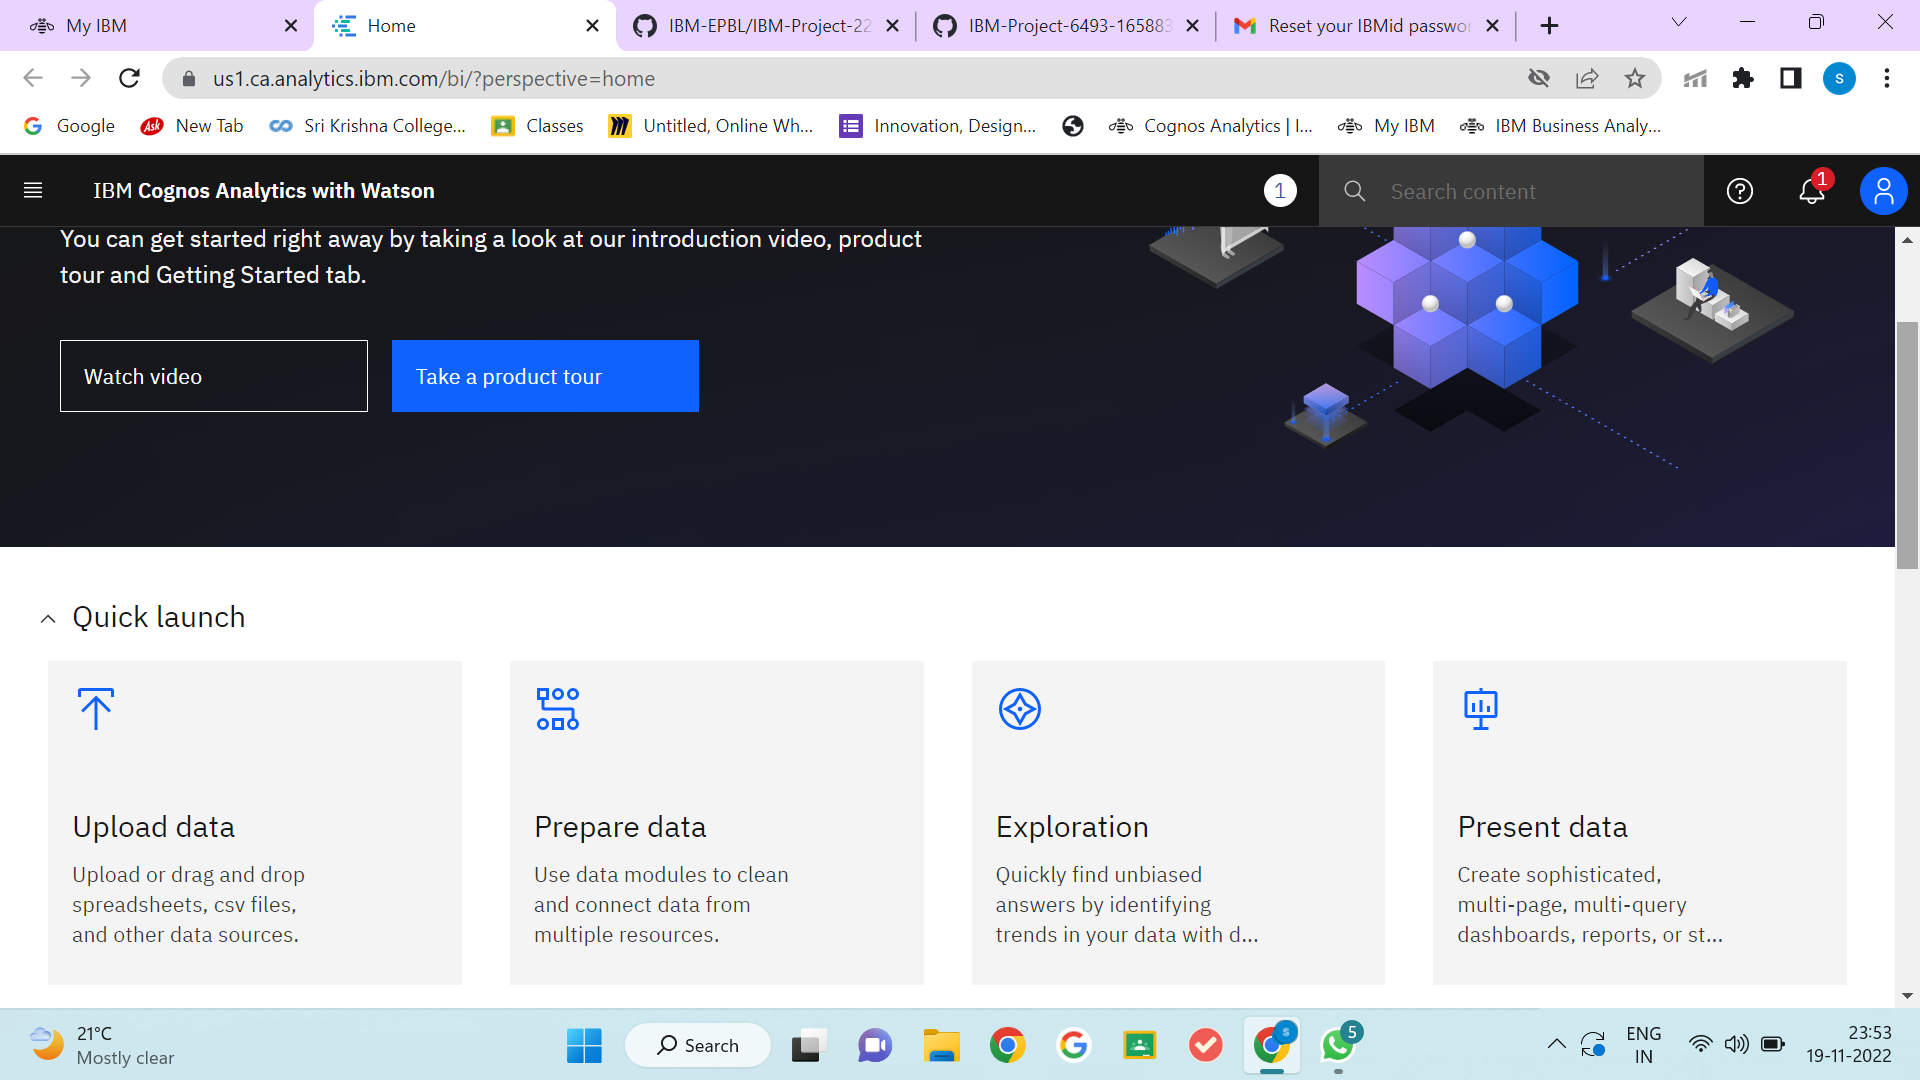 My IBM
Home
IBM-EPBL/IBM-Project-22
IBM-Project-6493-165883
Reset your IBMid passwor
us1.ca.analytics.ibm.com/bi/?perspective=home
s
Google
Ask
New Tab
Sri Krishna College...
Classes
Untitled, Online Wh...
Innovation, Design...
Cognos Analytics | I...
My IBM
IBM Business Analy...
IBM Cognos Analytics with Watson
1
Search content
1
You can get started right away by taking a look at our introduction video, product
tour and Getting Started tab.
Watch video
Take a product tour
Quick launch
Upload data
Upload or drag and drop
spreadsheets, csv files,
and other data sources.
Prepare data
Use data modules to clean
and connect data from
multiple resources.
Exploration
Quickly find unbiased
answers by identifying
trends in your data with d...
Present data
Create sophisticated,
multi-page, multi-query
dashboards, reports, or st...
21°C
Mostly clear
Search
s
5
ENG
IN
23:53
19-11-2022